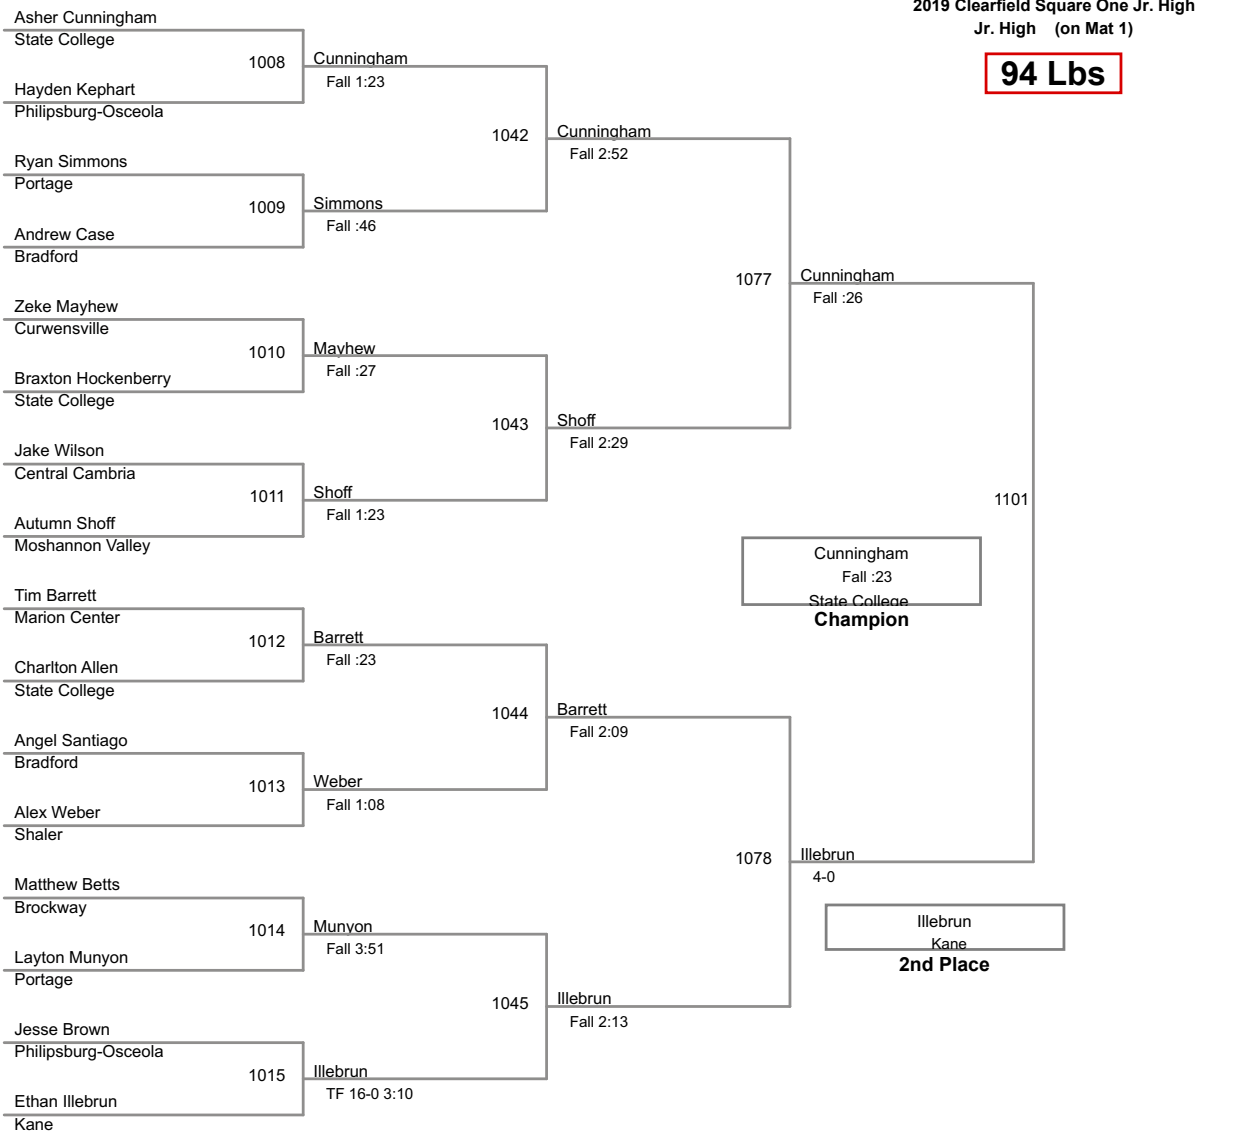 2019 Clearfield Square One Jr. High
Jr. High (on Mat 1)
94 Lbs
Asher Cunningham
State College
1008
Hayden Kephart
Philipsburg-Osceola
Cunningham
Fall 1:23
1042
Ryan Simmons
Portage
1009
Andrew Case
Bradford
Simmons
Fall :46
Cunningham
Fall 2:52
1077
Zeke Mayhew
Curwensville
1010
Braxton Hockenberry
State College
Mayhew
Fall :27
1043
Jake Wilson
Central Cambria
1011
Autumn Shoff
Moshannon Valley
Shoff
Fall 1:23
Shoff
Fall 2:29
Cunningham
Fall :26
1101
Cunningham
Fall :23
State College
Champion
Tim Barrett
Marion Center
1012
Charlton Allen
State College
Barrett
Fall :23
1044
Angel Santiago
Bradford
1013
Alex Weber
Shaler
Weber
Fall 1:08
Barrett
Fall 2:09
1078
Matthew Betts
Brockway
1014
Layton Munyon
Portage
Munyon
Fall 3:51
1045
Jesse Brown
Philipsburg-Osceola
1015
Ethan Illebrun
Kane
Illebrun
TF 16-0 3:10
Illebrun
Fall 2:13
Illebrun
4-0
Illebrun
Kane
2nd Place